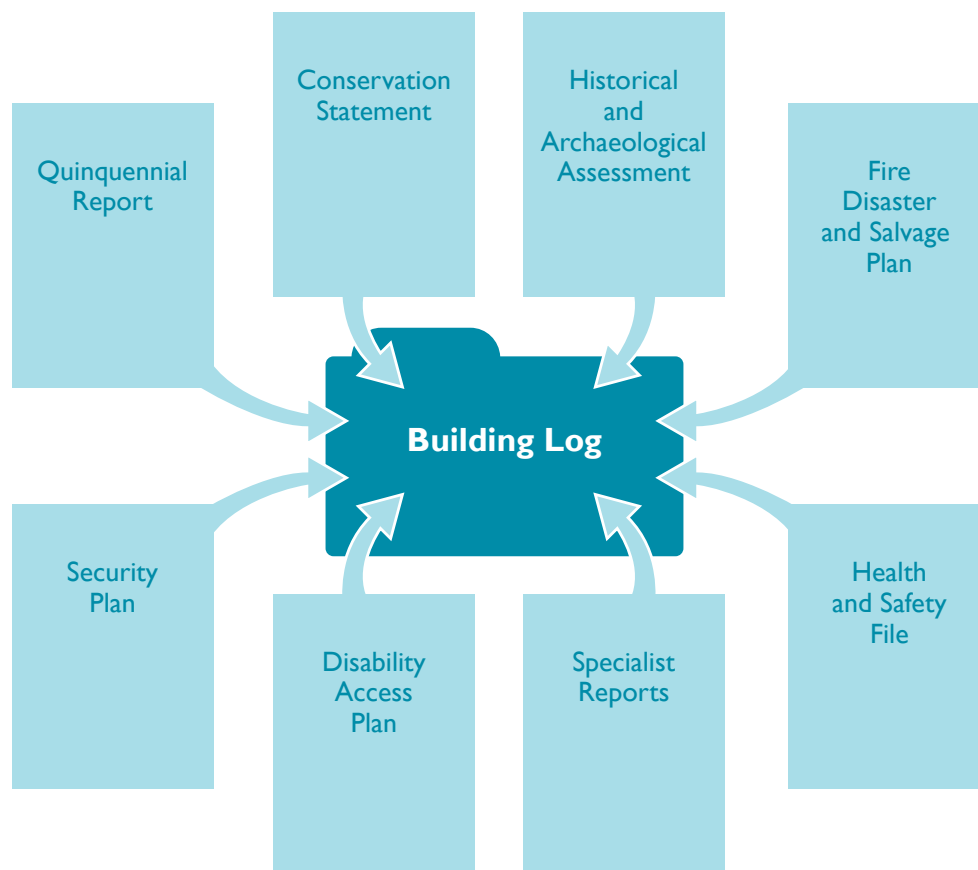 Conservation
Statement
Historical
and
Archaeological
Assessment
Quinquennial
Report
Fire
Disaster
and Salvage
Plan
Building Log
Security
Plan
Health
and Safety
File
Disability
Access
Plan
Specialist
Reports